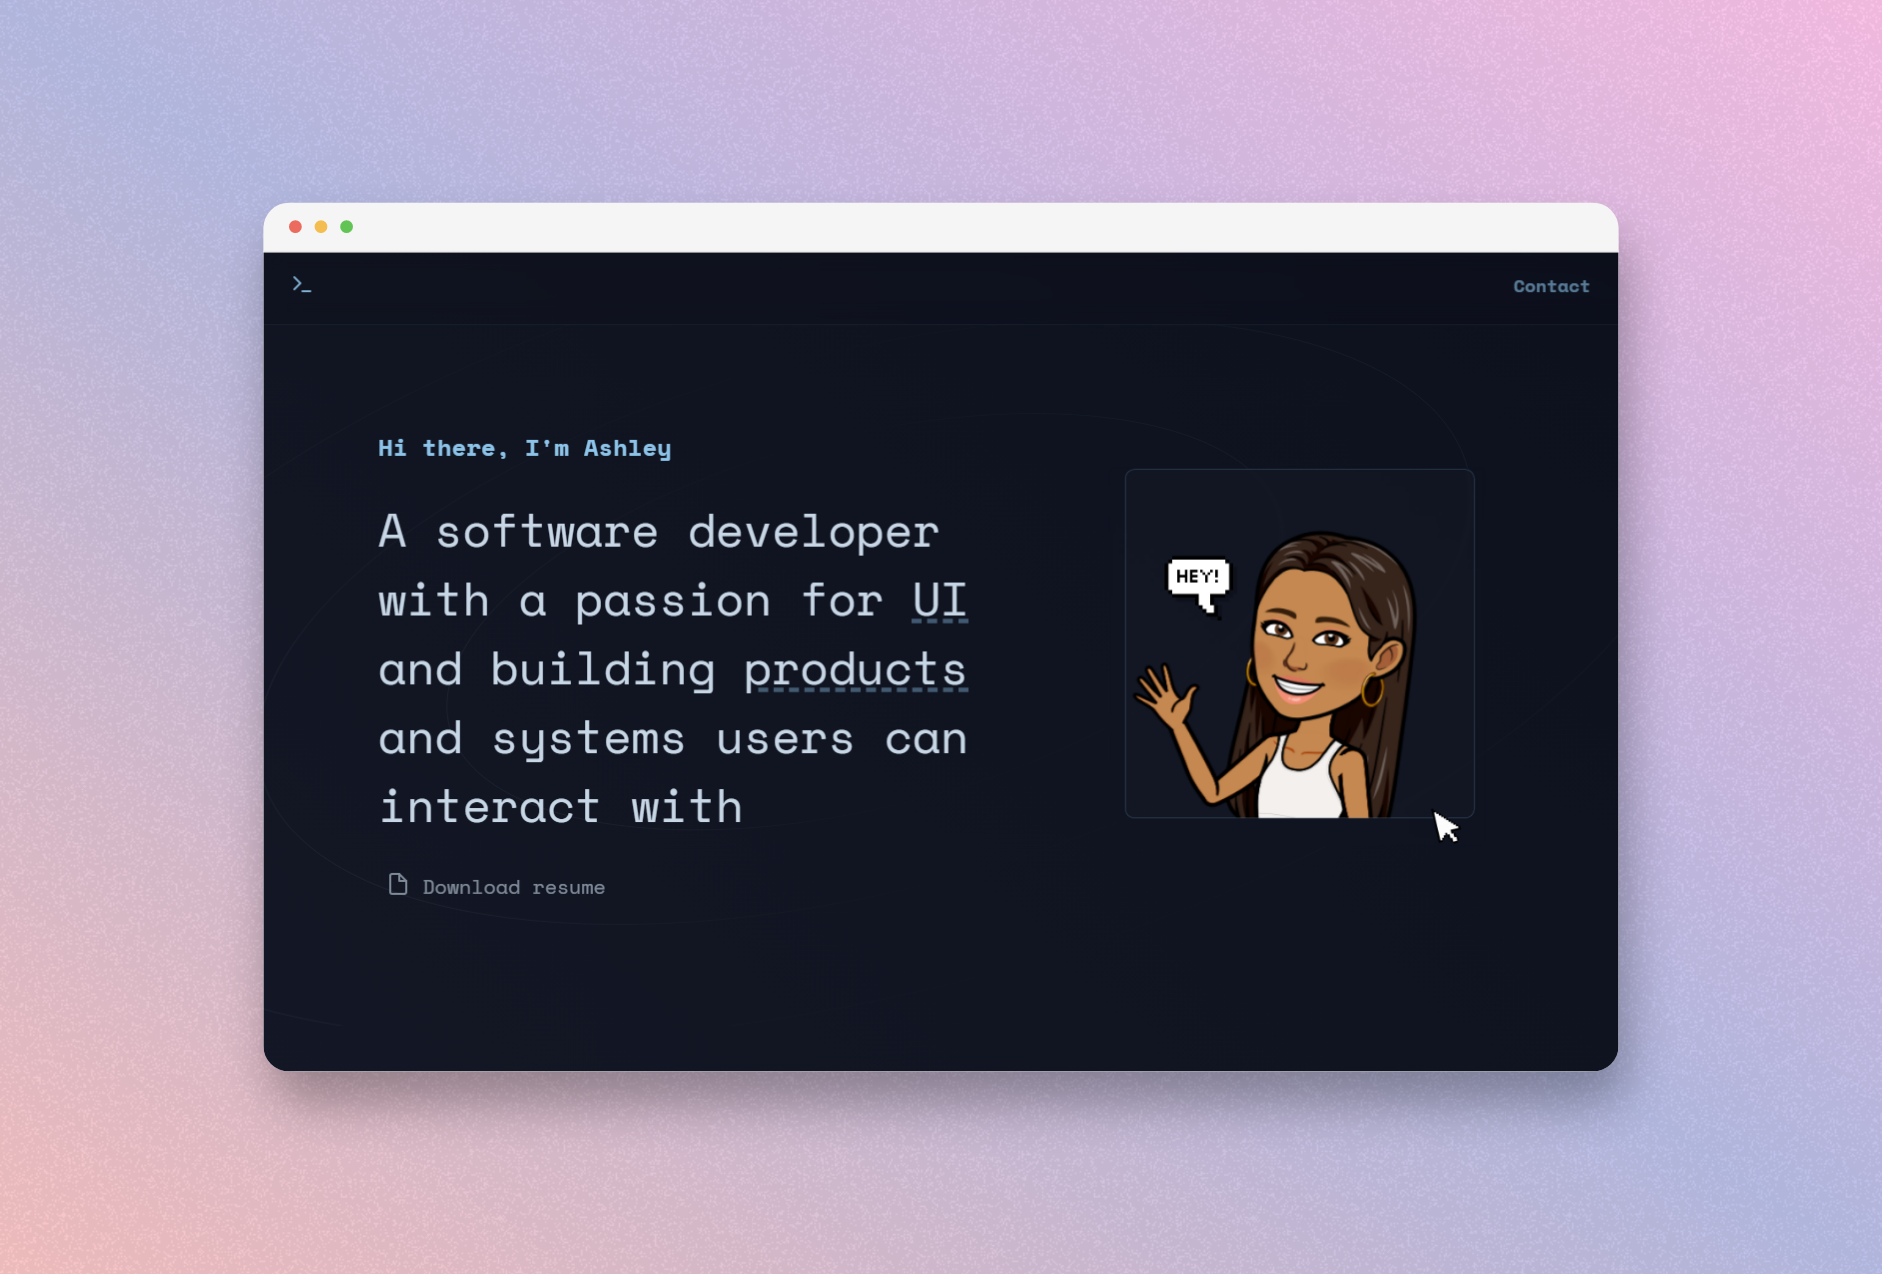 Contact
Hi there, I'm Ashley
A software developer
with a passion for UI
and building products
and systems users can
interact with
HEY!
Download resume